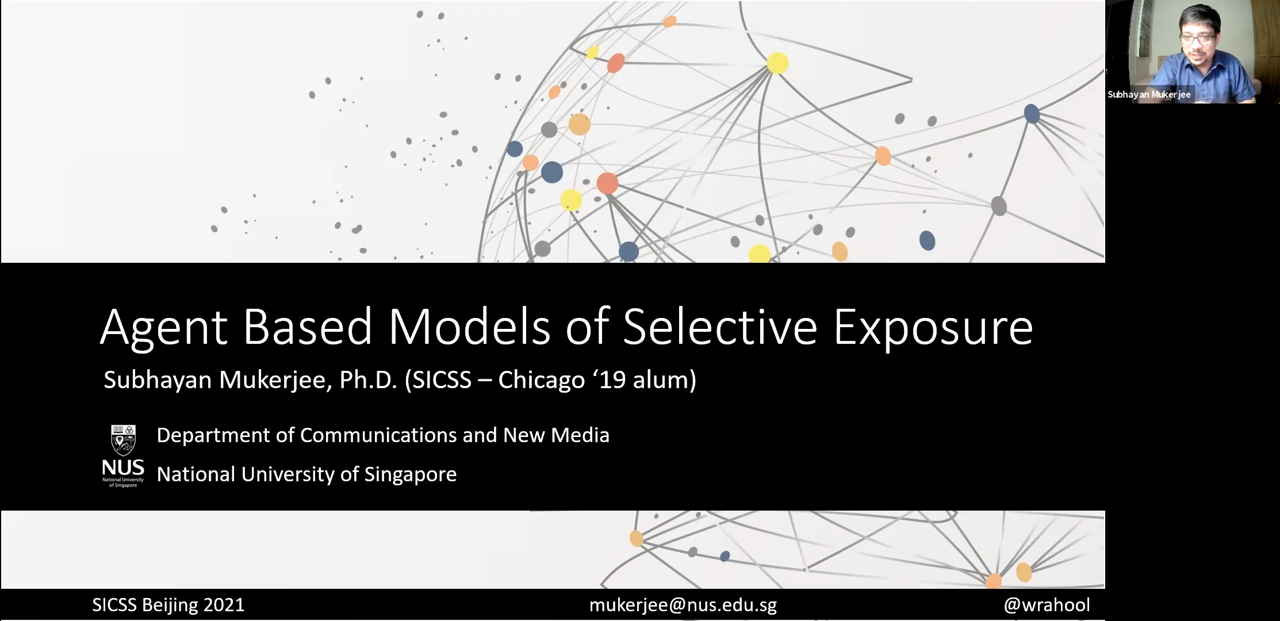 Subhayan Mukerjee
Agent Based Models of Selective Exposure
Subhayan Mukerjee, Ph.D. (SICSS – Chicago ‘19 alum)
Department of Communications and New Media
NUS
National University
of Singapore
National University of Singapore
SICSS Beijing 2021
mukerjee@nus.edu.sg
@wrahool